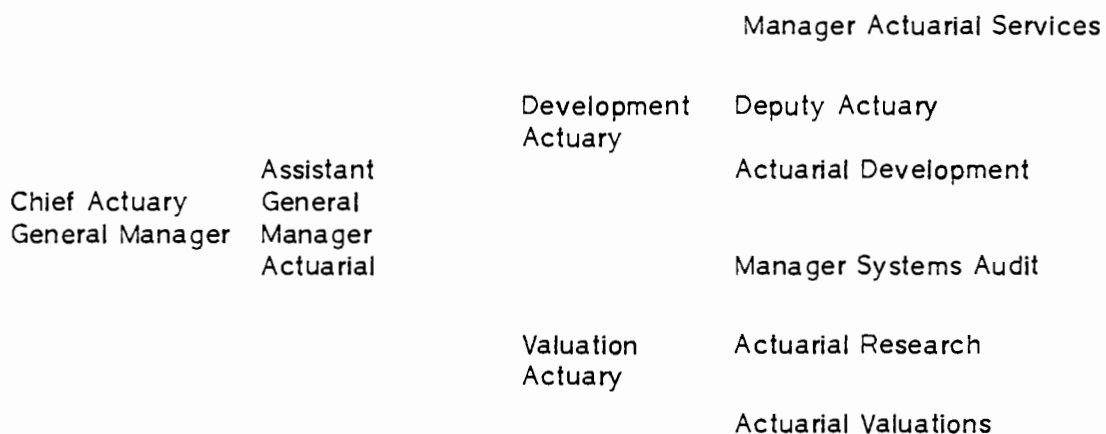 Manager Actuarial Services
Development Actuary
Deputy Actuary
Actuarial Development
Chief Actuary
General Manager
Assistant
General
Manager
Actuarial
Manager Systems Audit
Valuation
Actuary
Actuarial Research
Actuarial Valuations